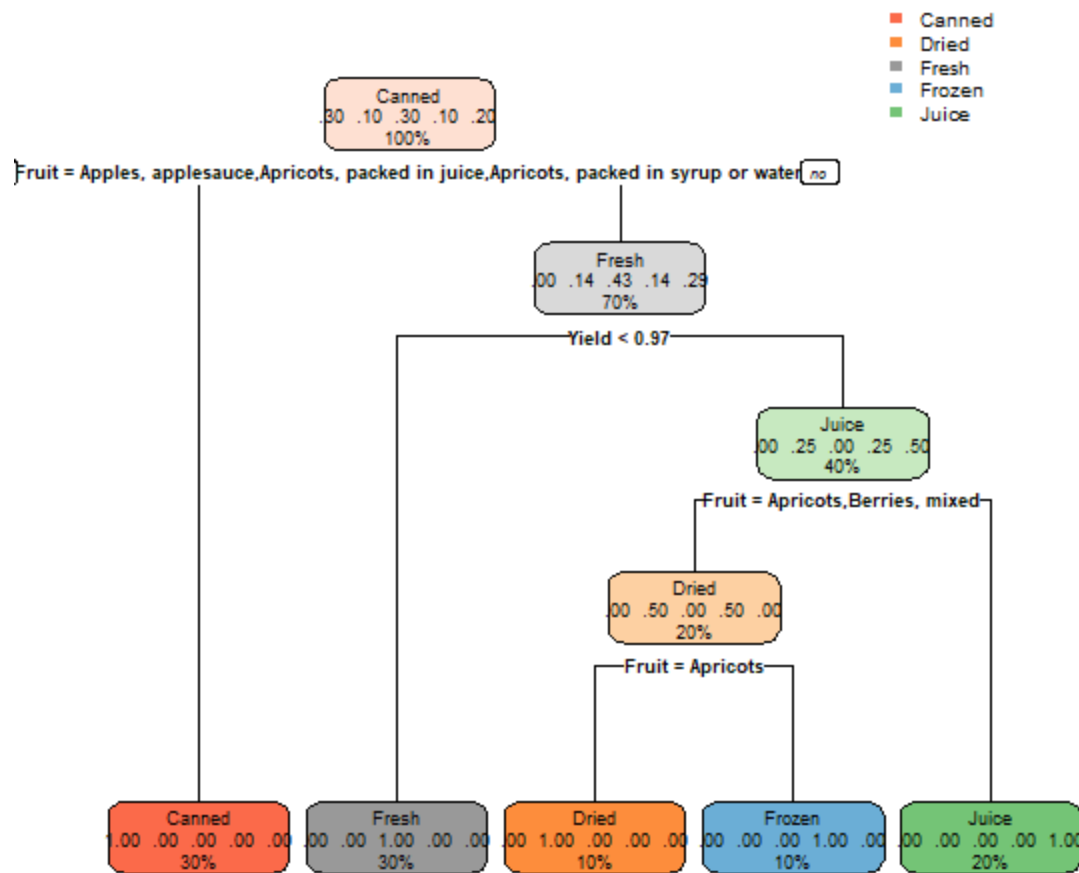 Canned
Dried
Fresh
Frozen
Juice
Canned
.30 .10 .30 .10 .20
100%
Fruit = Apples, applesauce,Apricots, packed in juice,Apricots, packed in syrup or water no
Fresh
.00 .14 .43 .14 .29
70%
Yield < 0.97
Juice
.00 .25 .00 .25 .50
40%
Fruit = Apricots,Berries, mixed
Dried
.00 .50 .00 .50 .00
20%
Fruit = Apricots
Canned
1.00 .00 .00 .00 .00
30%
Fresh
.00 .00 1.00 .00 .00
30%
Dried
.00 1.00 .00 .00 .00
10%
Frozen
.00 .00 .00 1.00 .00
10%
Juice
.00 .00 .00 .00 1.00
20%